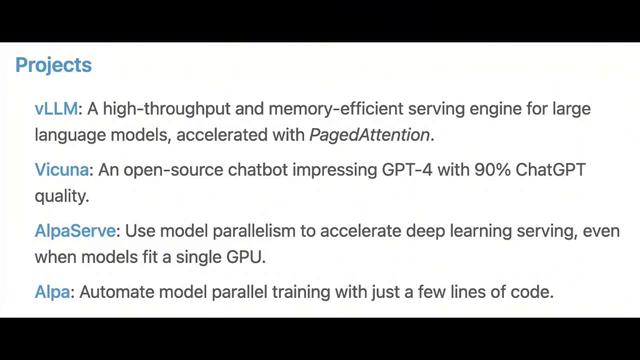 Projects
vLLM: A high-throughput and memory-efficient serving engine for large
language models, accelerated with PagedAttention.
Vicuna: An open-source chatbot impressing GPT-4 with 90% ChatGPT
quality.
AlpaServe: Use model parallelism to accelerate deep learning serving, even
when models fit a single GPU.
Alpa: Automate model parallel training with just a few lines of code.